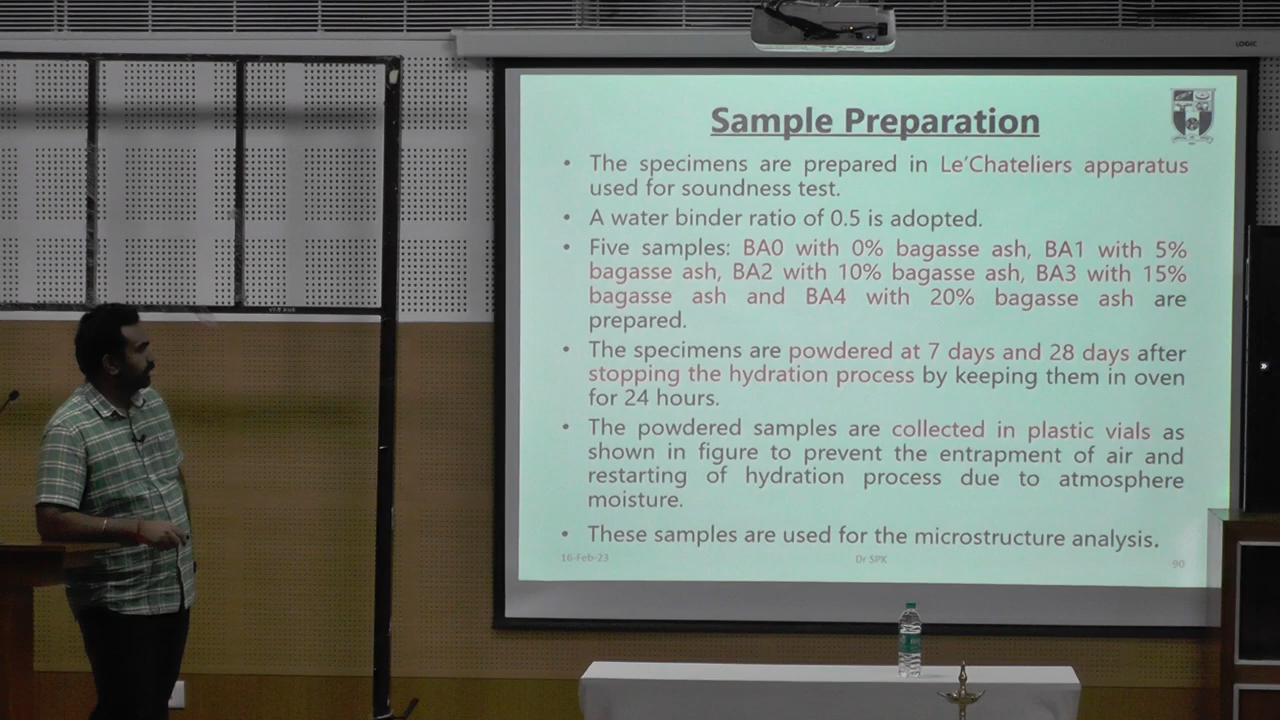 LOGIC
Sample Preparation
• The specimens are prepared in Le'Chateliers apparatus
used for soundness test.
• A water binder ratio of 0.5 is adopted.
• Five samples: BA0 with 0% bagasse ash, BA1 with 5%
bagasse ash, BA2 with 10% bagasse ash, BA3 with 15%
bagasse ash and BA4 with 20% bagasse ash are
prepared.
• The specimens are powdered at 7 days and 28 days after
stopping the hydration process by keeping them in oven
for 24 hours.
• The powdered samples are collected in plastic vials as
shown in figure to prevent the entrapment of air and
restarting of hydration process due to atmosphere
moisture.
• These samples are used for the microstructure analysis.
16-Feb-23 Dr SPK 90